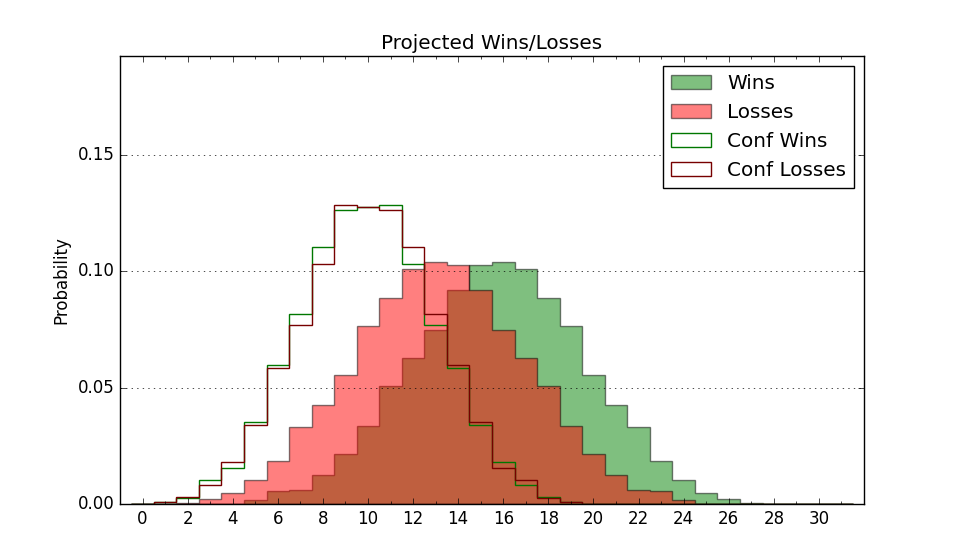 Projected Wins/Losses
Wins
Losses
Conf Wins
Conf Losses
Probability
0.15
0.10
0.05
0.00
0 2 4 6 8 10 12 14 16 18 20 22 24 26 28 30